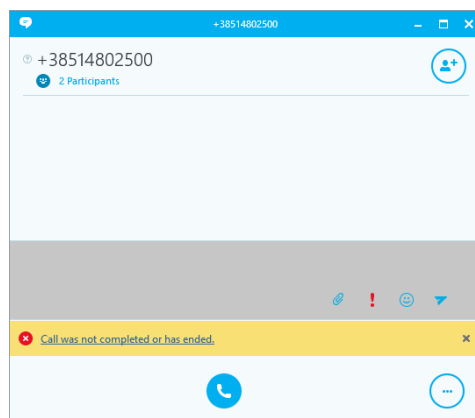 +38514802500
+38514802500
2 Participants
Call was not completed or has ended.